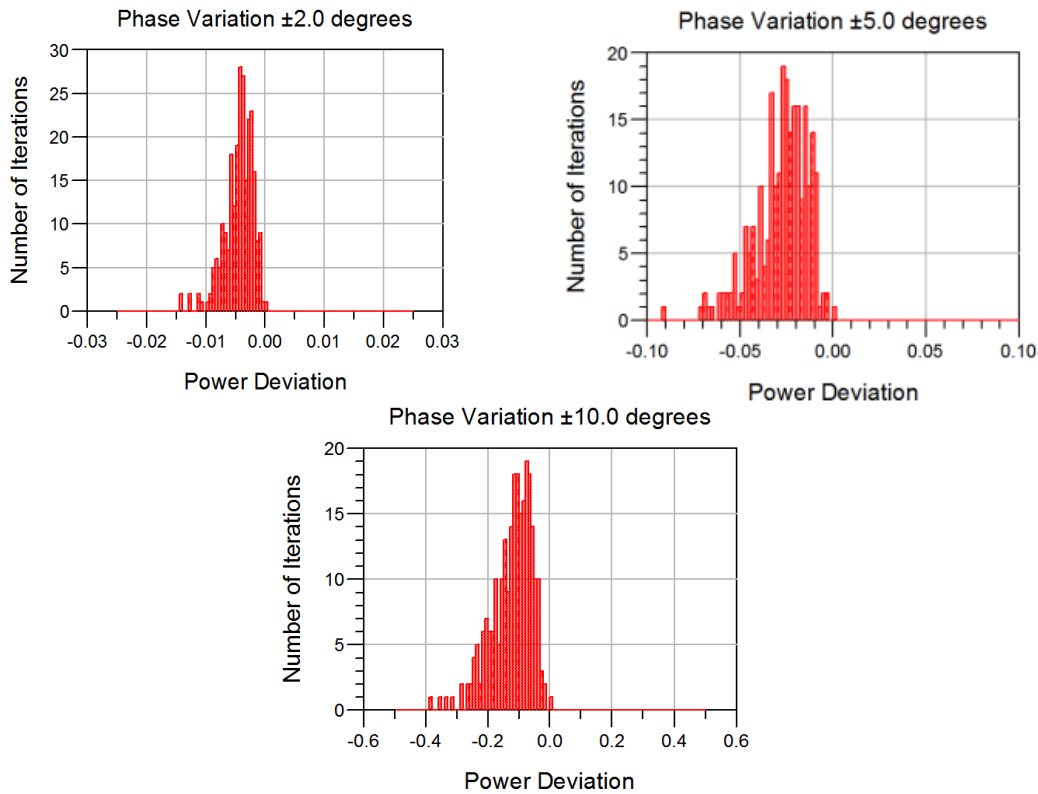 Phase Variation ±2.0 degrees
30
25
20
15
10
5
0
Number of Iterations
-0.03 -0.02 -0.01 0.00 0.01 0.02 0.03
Power Deviation
Phase Variation ±5.0 degrees
20
15
10
5
0
Number of Iterations
-0.10 -0.05 0.00 0.05 0.10
Power Deviation
Phase Variation ±10.0 degrees
20
15
10
5
0
Number of Iterations
-0.6 -0.4 -0.2 0.0 0.2 0.4 0.6
Power Deviation